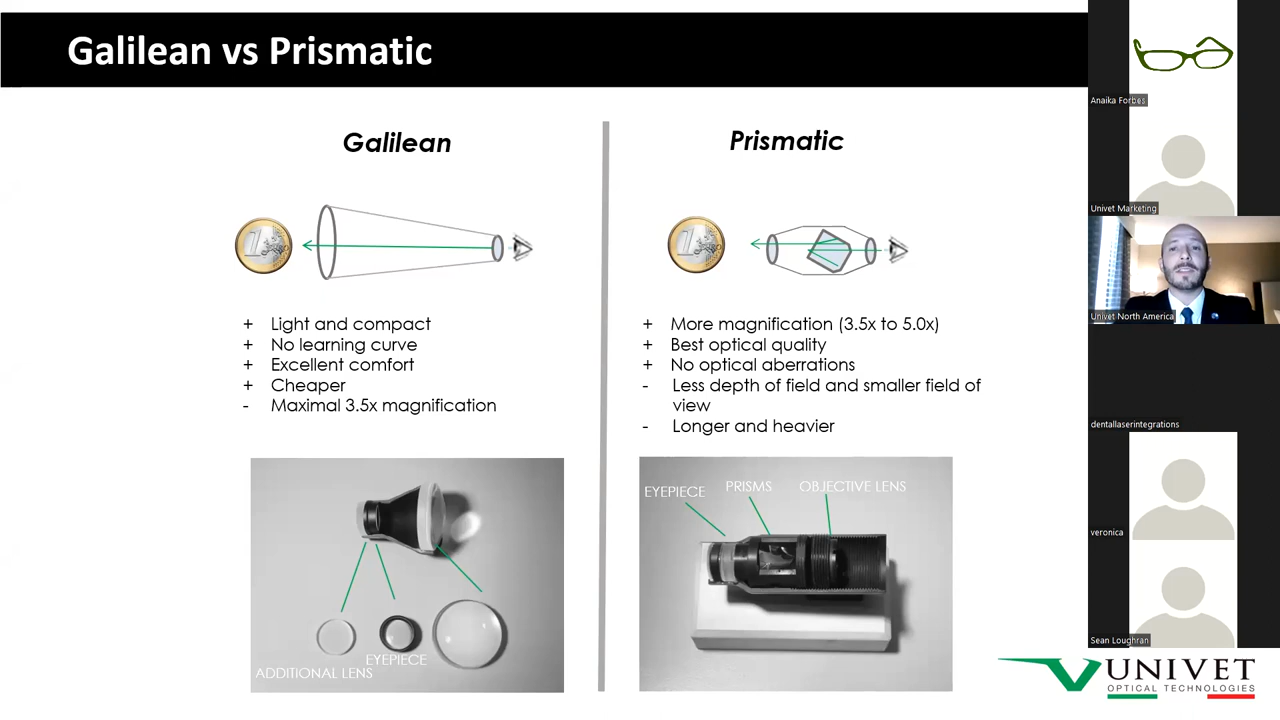 Galilean vs Prismatic
Galilean
+ Light and compact
+ No learning curve
+ Excellent comfort
+ Cheaper
- Maximal 3.5x magnification
ADDITIONAL LENS
EYEPIECE
Prismatic
+ More magnification (3.5x to 5.0x)
+ Best optical quality
+ No optical aberrations
- Less depth of field and smaller field of
view
- Longer and heavier
EYEPIECE
PRISMS
OBJECTIVE LENS
Anaika Forbes
Univet Marketing
Univet North America
dentallaserintegrations
veronica
Sean Loughran
UNIVET
OPTICAL TECHNOLOGIES
1
1